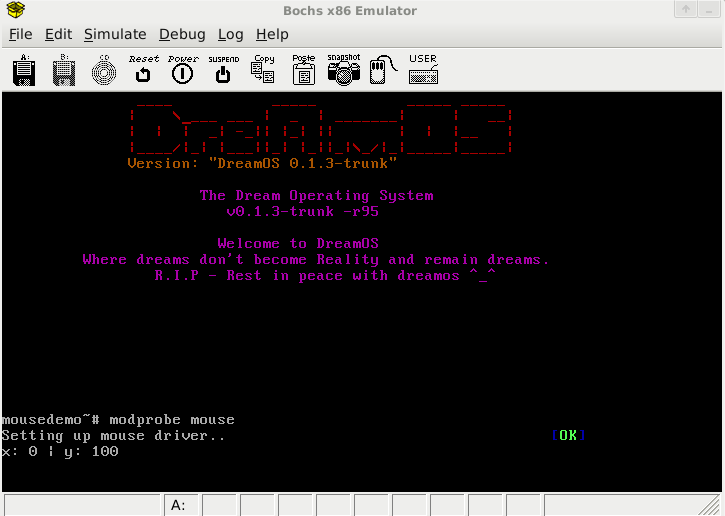 Bochs x86 Emulator
File Edit Simulate Debug Log Help
A: B: CD Reset Power SUSPEND Copy Paste snapshot USER
DreAmOS
Version: "DreamOS 0.1.3-trunk"
The Dream Operating System
v0.1.3-trunk -r95
Welcome to DreamOS
Where dreams don't become Reality and remain dreams.
R.I.P - Rest in peace with dreamos ^_^
mousedemo~# modprobe mouse
Setting up mouse driver.. [OK]
x: 0 | y: 100
A: